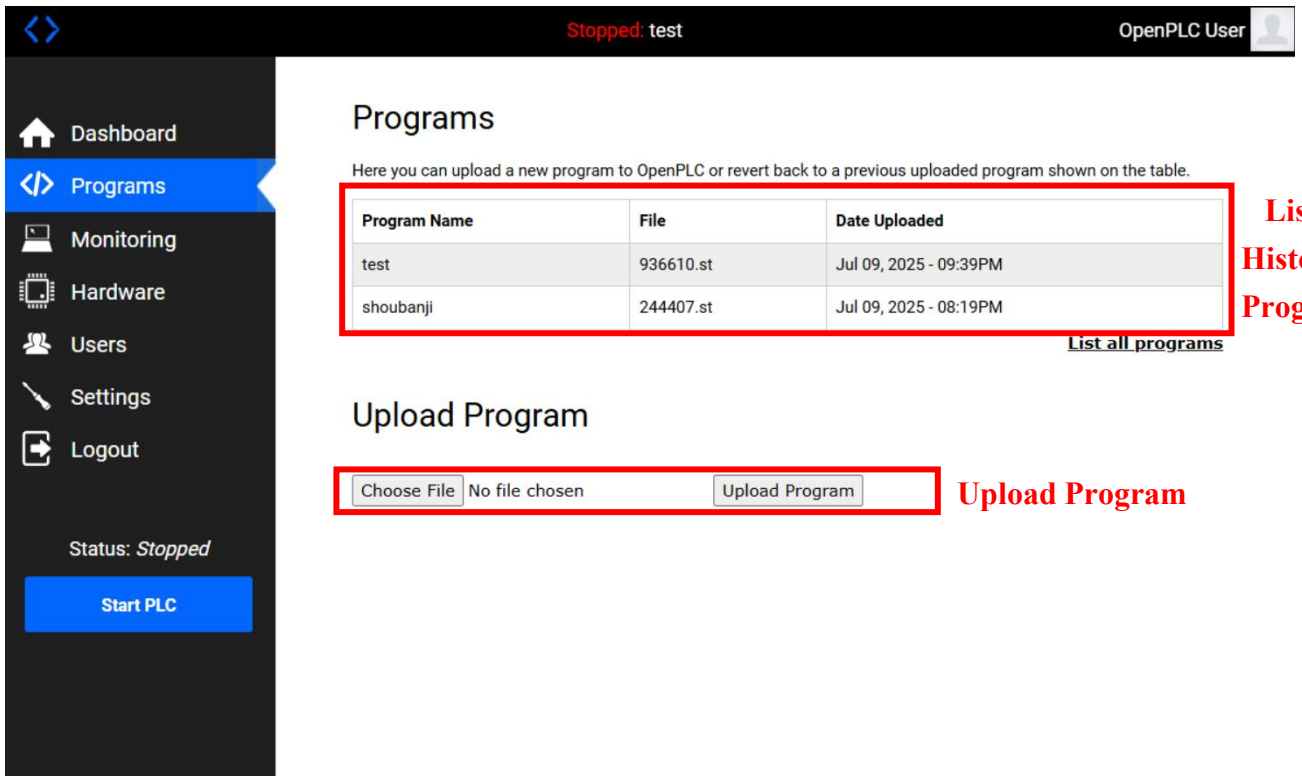 Stopped: test
OpenPLC User
Dashboard
Programs
Monitoring
Hardware
Users
Settings
Logout
Status: Stopped
Start PLC
Programs
Here you can upload a new program to OpenPLC or revert back to a previous uploaded program shown on the table.
Program Name File Date Uploaded
test 936610.st Jul 09, 2025 - 09:39PM
shoubanji 244407.st Jul 09, 2025 - 08:19PM
List all programs
Upload Program
Choose File No file chosen Upload Program
Upload Program